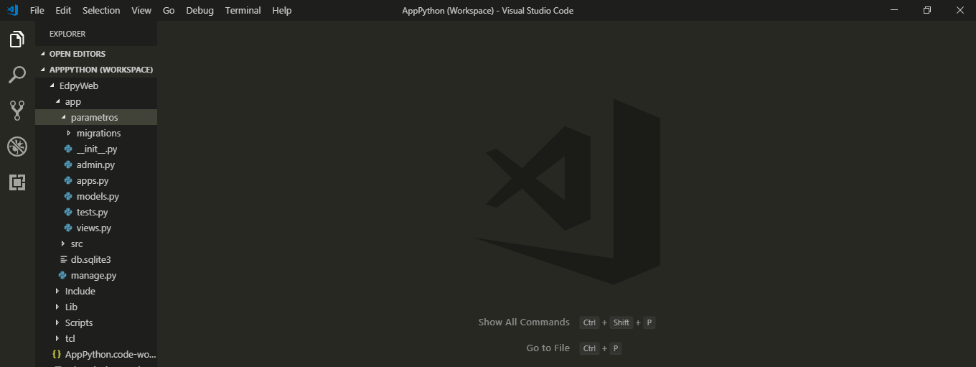 File Edit Selection View Go Debug Terminal Help AppPython (Workspace) - Visual Studio Code
EXPLORER
OPEN EDITORS
APPPYTHON (WORKSPACE)
EdpyWeb
app
parametros
migrations
__init__.py
admin.py
apps.py
models.py
tests.py
views.py
src
db.sqlite3
manage.py
Include
Lib
Scripts
tcl
{} AppPython.code-wo...
Show All Commands Ctrl + Shift + P
Go to File Ctrl + P